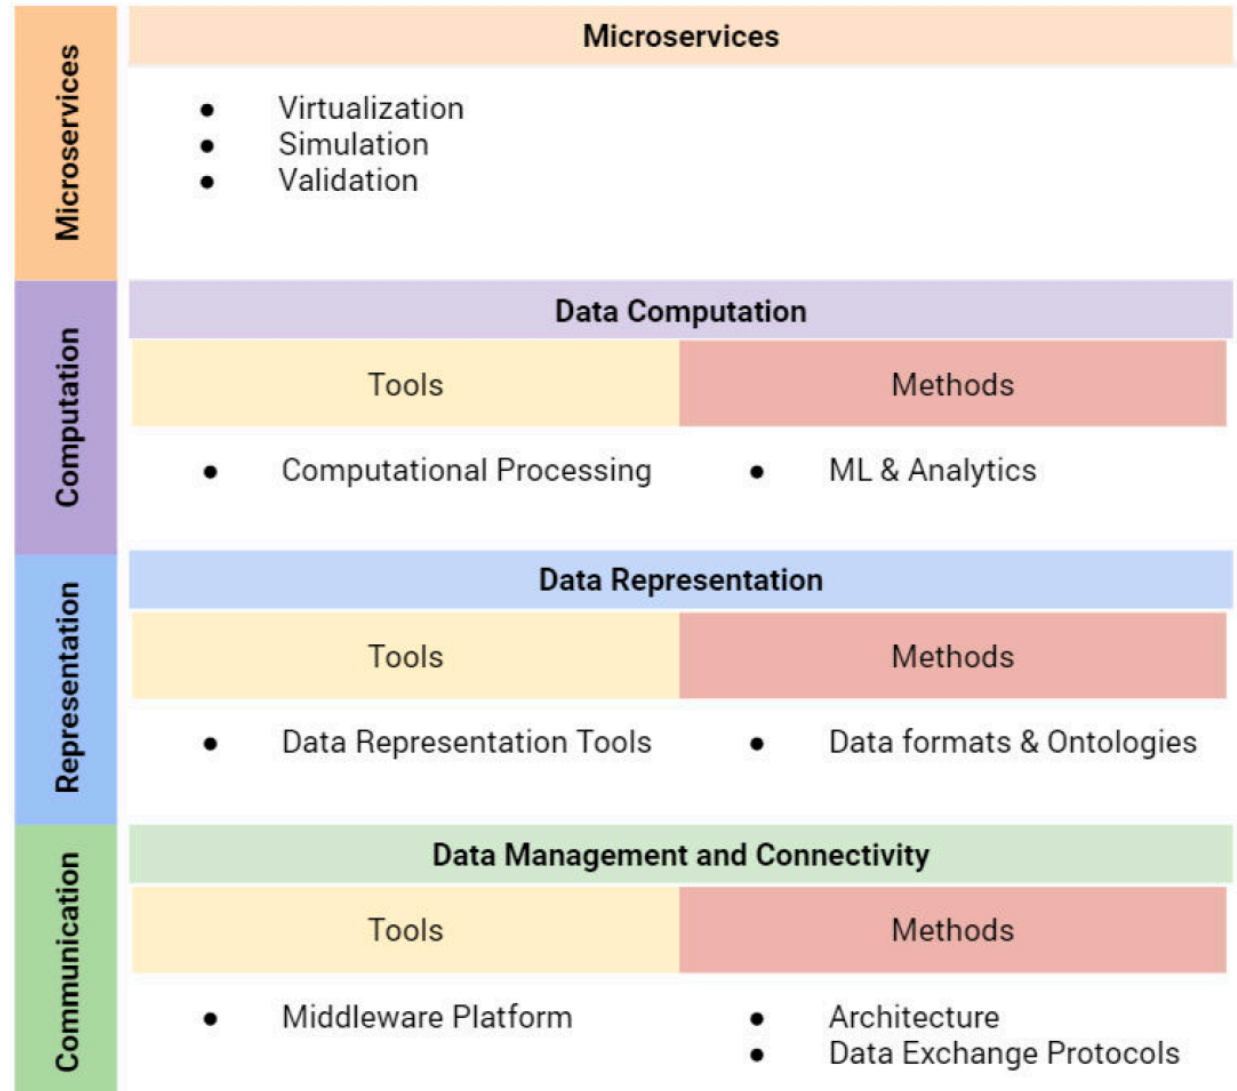 Microservices
Microservices
● Virtualization
● Simulation
● Validation
Computation
Data Computation
Tools
Methods
● Computational Processing
● ML & Analytics
Representation
Data Representation
Tools
Methods
● Data Representation Tools
● Data formats & Ontologies
Communication
Data Management and Connectivity
Tools
Methods
● Middleware Platform
● Architecture
● Data Exchange Protocols